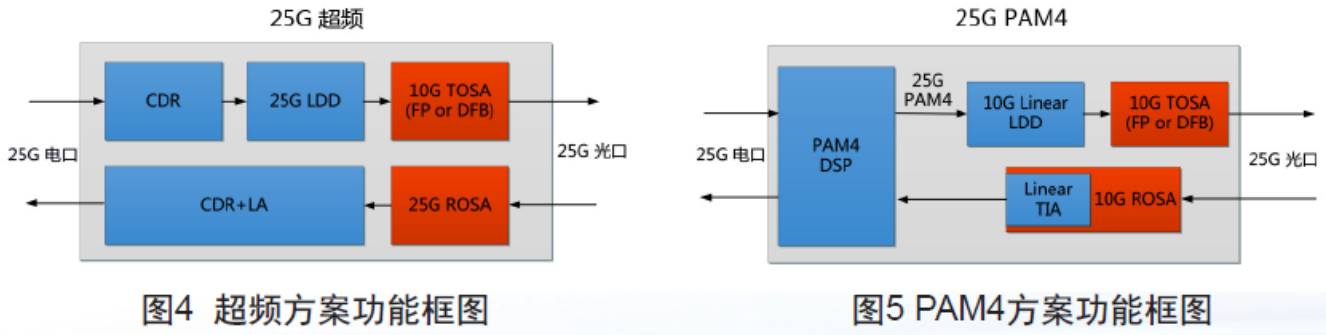 25G 超频
CDR
25G LDD
10G TOSA
(FP or DFB)
25G 电口
25G 光口
CDR+LA
25G ROSA
图4 超频方案功能框图
25G PAM4
25G
PAM4
PAM4
DSP
10G Linear
LDD
10G TOSA
(FP or DFB)
25G 电口
25G 光口
Linear
TIA
10G ROSA
图5 PAM4方案功能框图